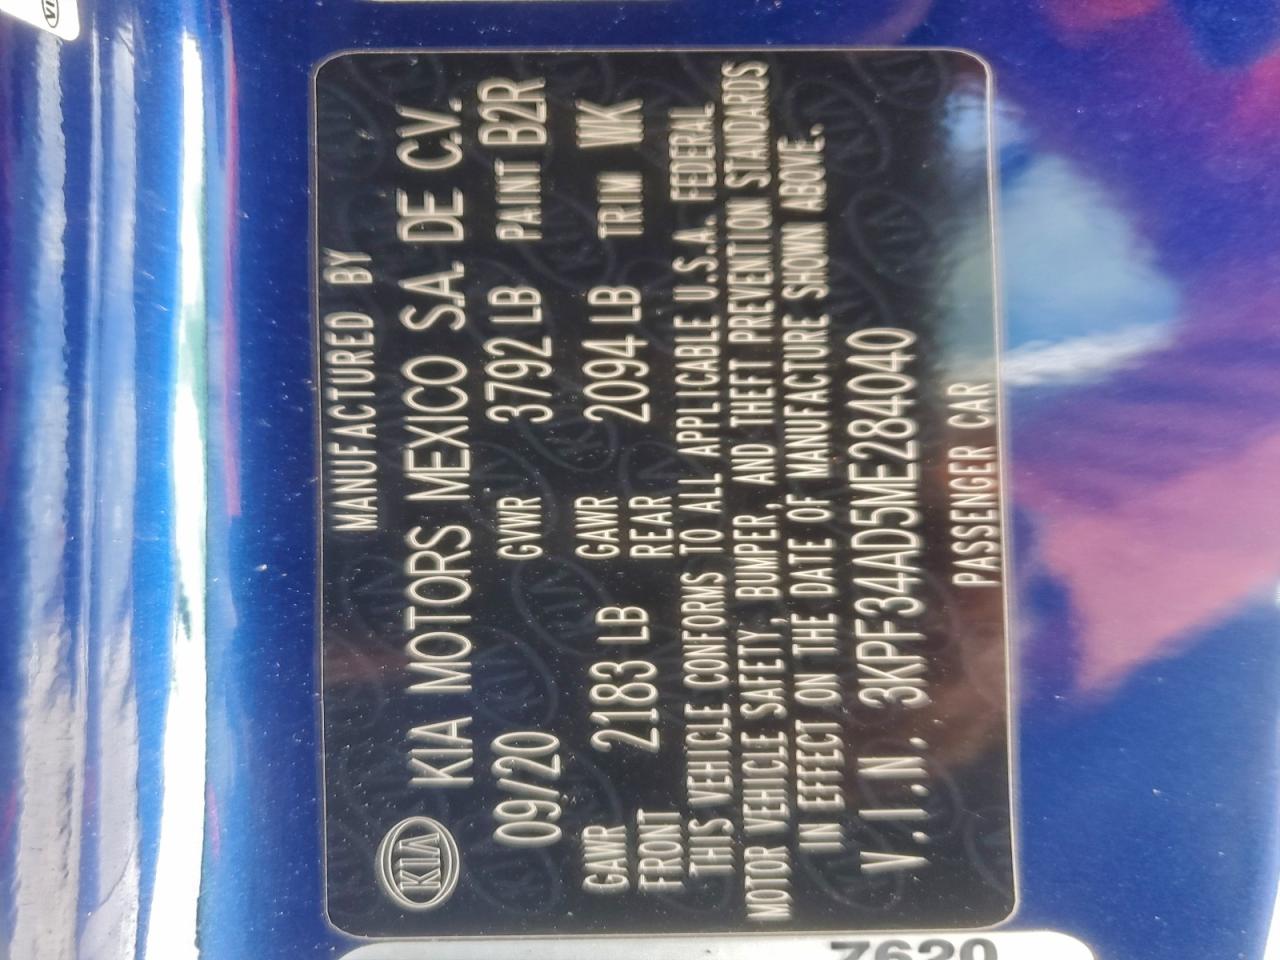 MANUFACTURED BY
KIA KIA MOTORS MEXICO S.A. DE C.V.
09/20 GVWR 3792 LB PAINT B2R
GAWR FRONT 2183 LB GAWR REAR 2094 LB TRIM WK
THIS VEHICLE CONFORMS TO ALL APPLICABLE U.S.A. FEDERAL
MOTOR VEHICLE SAFETY, BUMPER, AND THEFT PREVENTION STANDARDS
IN EFFECT ON THE DATE OF MANUFACTURE SHOWN ABOVE.
V.I.N. 3KPF34AD5ME284040
PASSENGER CAR
7620